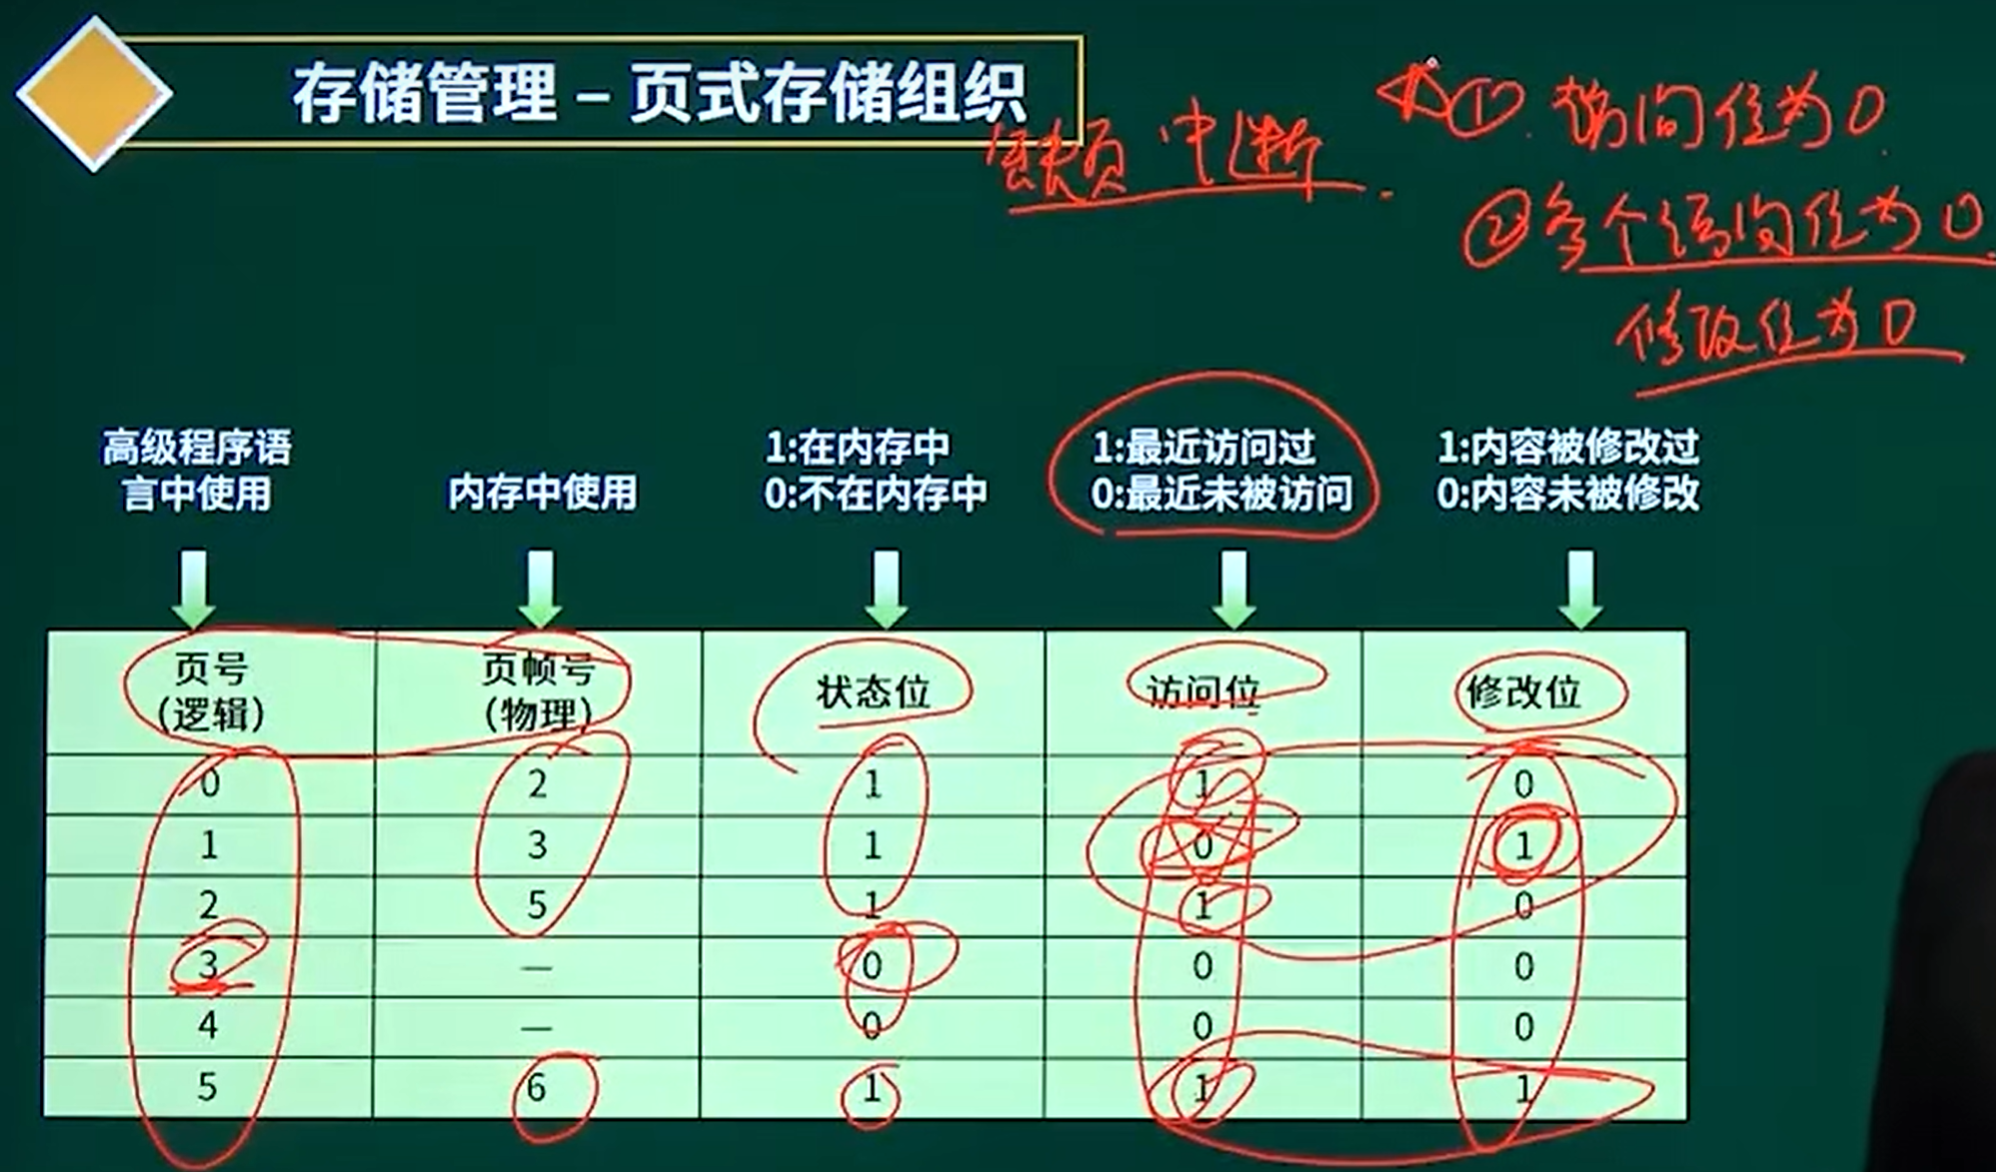 存储管理 – 页式存储组织
缺页中断.
① 访问位为0.
② 多个访问位为0.
修改位为0
高级程序语
言中使用
内存中使用
1:在内存中
0:不在内存中
1:最近访问过
0:最近未被访问
1:内容被修改过
0:内容未被修改
页号
(逻辑)
页帧号
(物理)
状态位
访问位
修改位
0 2 1 1 0
1 3 1 0 1
2 5 1 1 0
3 — 0 0 0
4 — 0 0 0
5 6 1 1 1